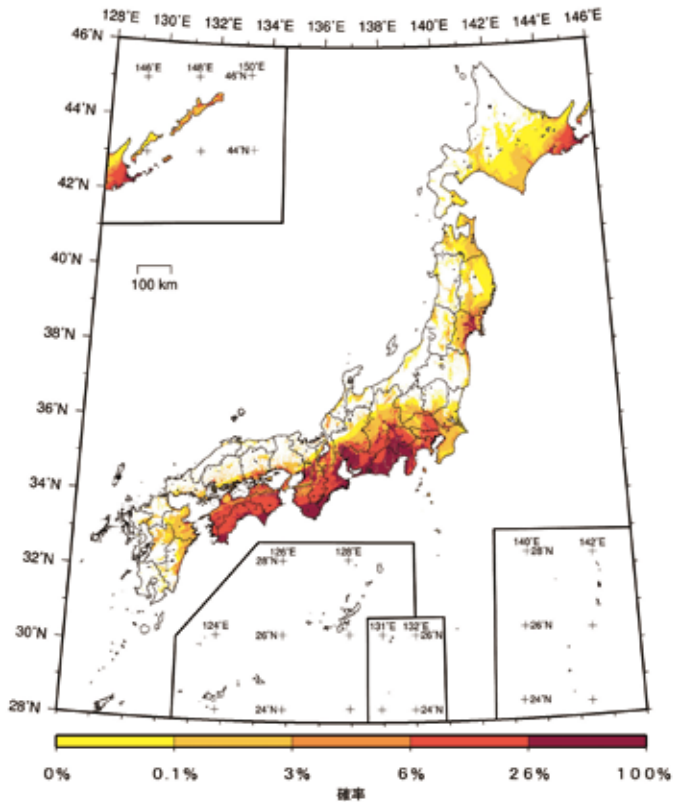 128°E 130°E 132°E 134°E 136°E 138°E 140°E 142°E 144°E 146°E
46°N
146°E 148°E 150°E
46°N
44°N
44°N
42°N
40°N
100 km
38°N
36°N
34°N
32°N
126°E 128°E
28°N
140°E 142°E
28°N
30°N
124°E
26°N
131°E 132°E
26°N
26°N
28°N
24°N
24°N
24°N
0% 0.1% 3% 6% 26% 100%
確率